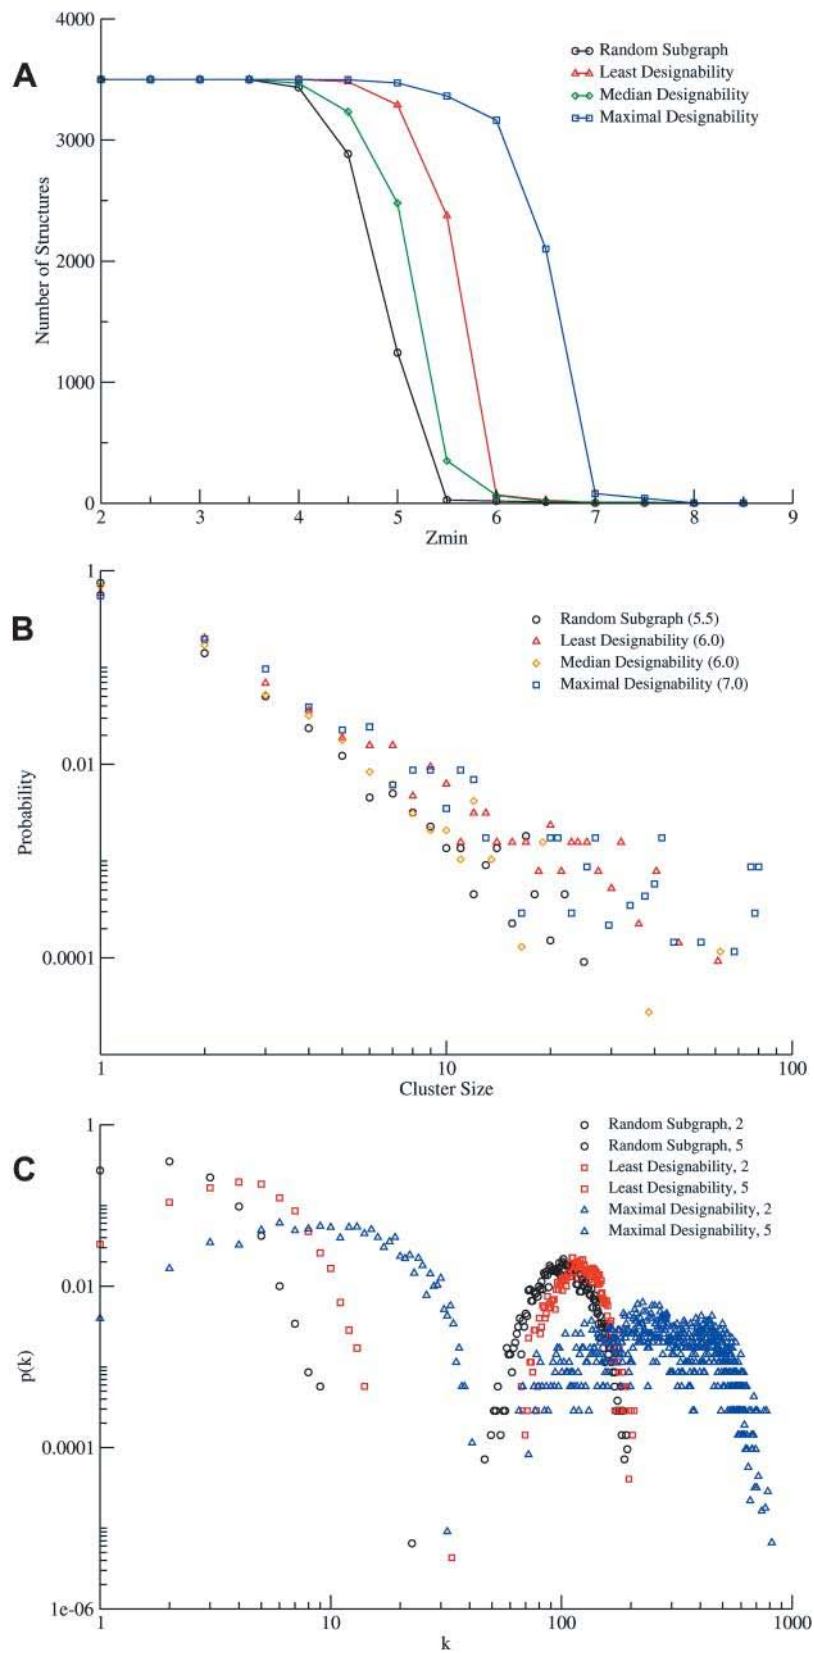 A
4000
3000
2000
1000
0
Number of Structures
2 3 4 5 6 7 8 9
Zmin
Random Subgraph
Least Designability
Median Designability
Maximal Designability
B
1
0.01
0.0001
Probability
1 10 100
Cluster Size
Random Subgraph (5.5)
Least Designability (6.0)
Median Designability (6.0)
Maximal Designability (7.0)
C
1
0.01
0.0001
1e-06
p(k)
1 10 100 1000
k
Random Subgraph, 2
Random Subgraph, 5
Least Designability, 2
Least Designability, 5
Maximal Designability, 2
Maximal Designability, 5